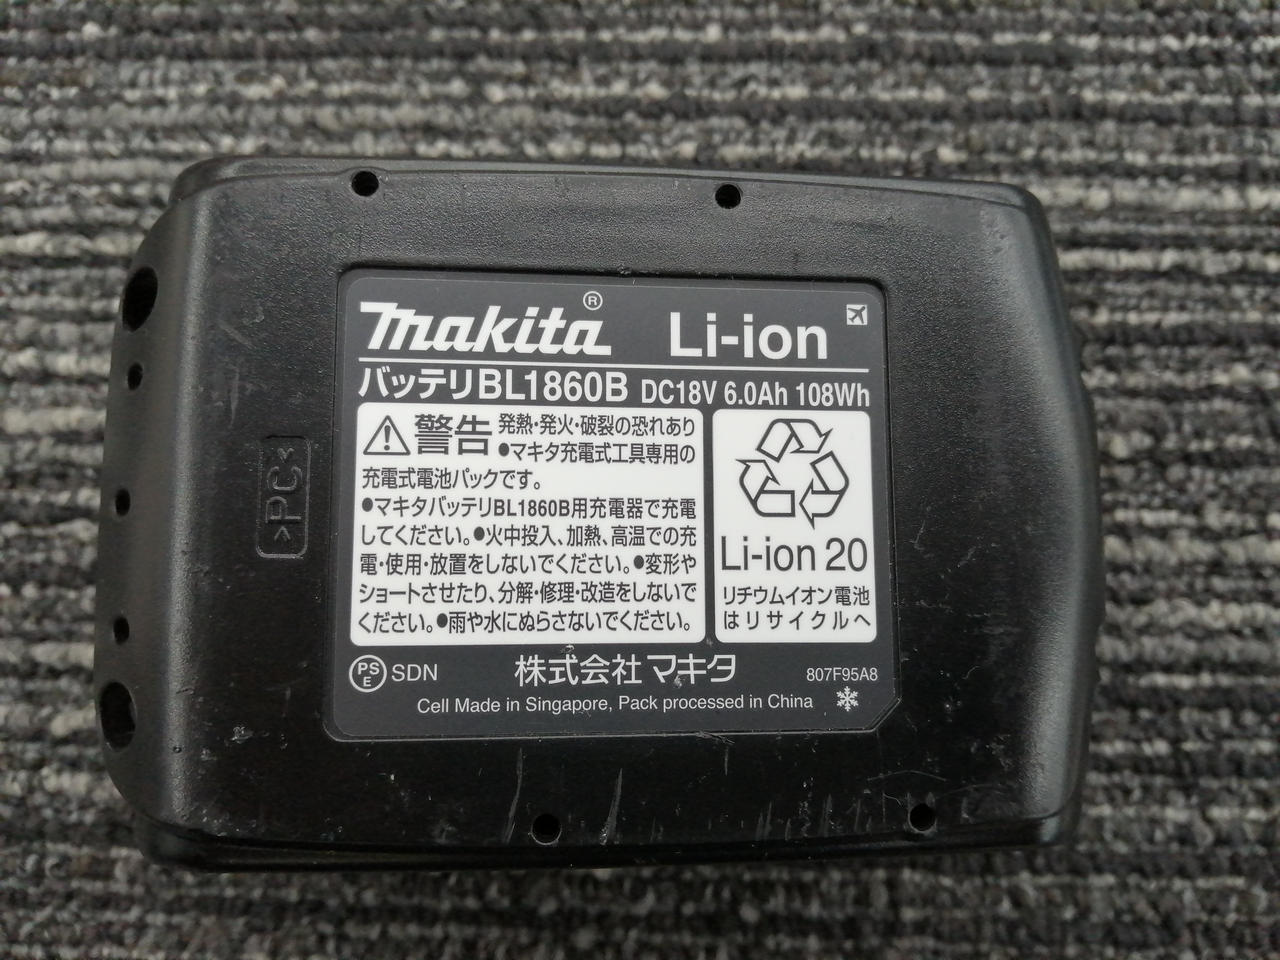 makita® Li-ion
バッテリBL1860B DC18V 6.0Ah 108Wh
警告 発熱・発火・破裂の恐れあり
●マキタ充電式工具専用の
充電式電池パックです。
●マキタバッテリBL1860B用充電器で充電
してください。●火中投入、加熱、高温での充
電・使用・放置をしないでください。●変形や
ショートさせたり、分解・修理・改造をしないで
ください。●雨や水にぬらさないでください。
Li-ion 20
リチウムイオン電池
はリサイクルへ
PSE SDN 株式会社マキタ 807F95A8
Cell Made in Singapore, Pack processed in China
>PC<